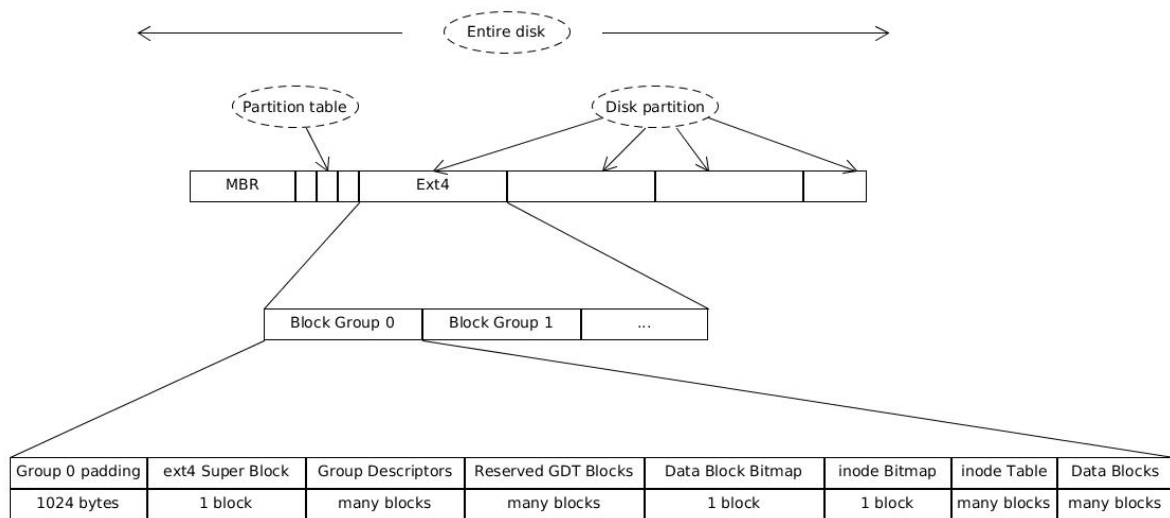 Entire disk
Partition table
Disk partition
MBR
Ext4
Block Group 0
Block Group 1
...
Group 0 padding
ext4 Super Block
Group Descriptors
Reserved GDT Blocks
Data Block Bitmap
inode Bitmap
inode Table
Data Blocks
1024 bytes
1 block
many blocks
many blocks
1 block
1 block
many blocks
many blocks